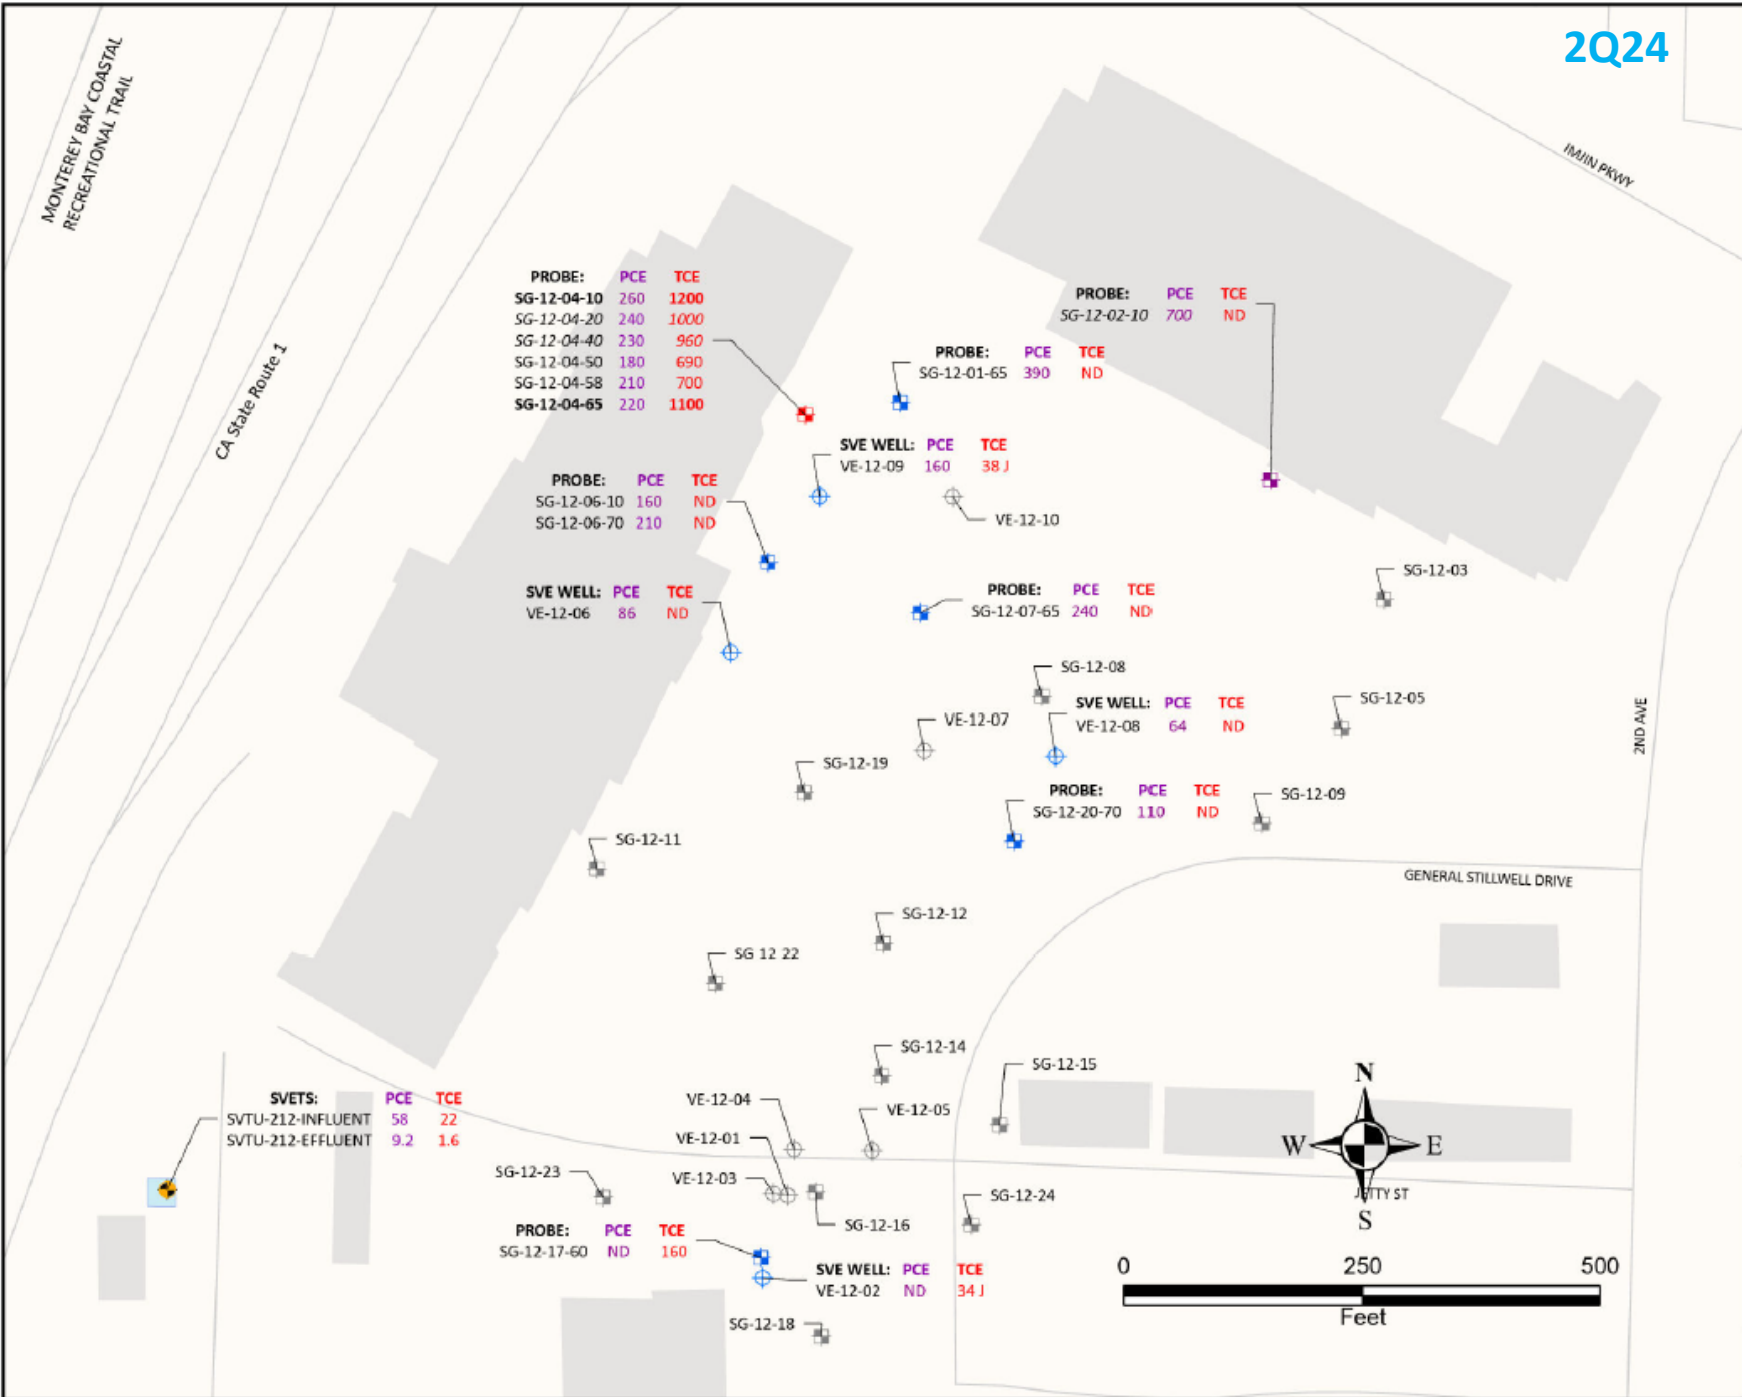 2Q24
MONTEREY BAY COASTAL
RECREATIONAL TRAIL
IMJIN PKWY
CA State Route 1
PROBE: PCE TCE
SG-12-04-10 260 1200
SG-12-04-20 240 1000
SG-12-04-40 230 960
SG-12-04-50 180 690
SG-12-04-58 210 700
SG-12-04-65 220 1100
PROBE: PCE TCE
SG-12-02-10 700 ND
PROBE: PCE TCE
SG-12-01-65 390 ND
SVE WELL: PCE TCE
VE-12-09 160 38 J
VE-12-10
PROBE: PCE TCE
SG-12-06-10 160 ND
SG-12-06-70 210 ND
SG-12-03
SVE WELL: PCE TCE
VE-12-06 86 ND
PROBE: PCE TCE
SG-12-07-65 240 ND
SG-12-08
SG-12-05
SVE WELL: PCE TCE
VE-12-08 64 ND
VE-12-07
2ND AVE
SG-12-19
PROBE: PCE TCE
SG-12-20-70 110 ND
SG-12-09
SG-12-11
GENERAL STILLWELL DRIVE
SG-12-12
SG 12 22
SG-12-14
SG-12-15
VE-12-04
VE-12-05
VE-12-01
VE-12-03
SVETS: PCE TCE
SVTU-212-INFLUENT 58 22
SVTU-212-EFFLUENT 9.2 1.6
SG-12-23
SG-12-16
SG-12-24
PROBE: PCE TCE
SG-12-17-60 ND 160
SVE WELL: PCE TCE
VE-12-02 ND 34 J
SG-12-18
N
W E
S
JETTY ST
0 250 500
Feet